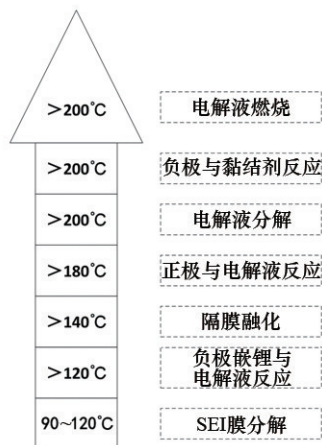 >200℃ 电解液燃烧
>200℃ 负极与黏结剂反应
>200℃ 电解液分解
>180℃ 正极与电解液反应
>140℃ 隔膜融化
>120℃ 负极嵌锂与
电解液反应
90~120℃ SEI膜分解